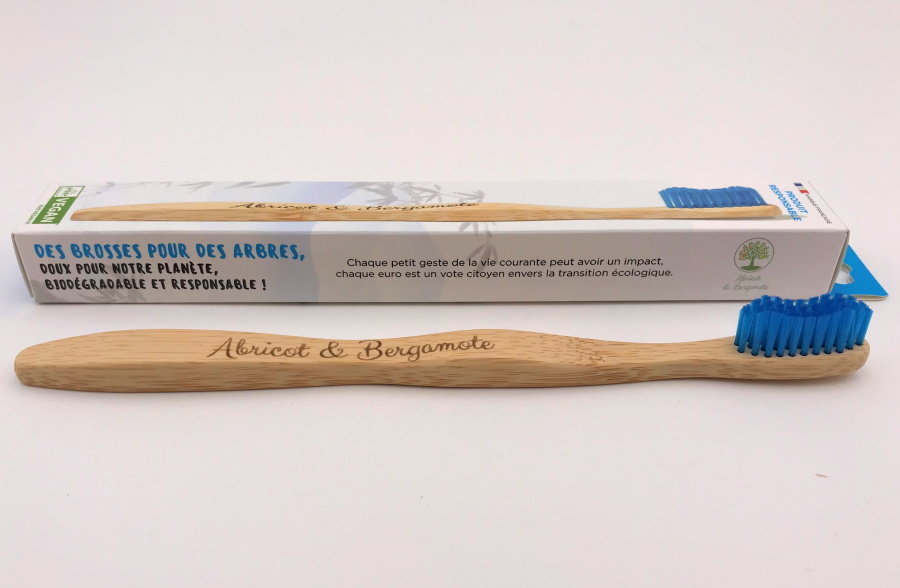 VEGAN
Abricot & Bergamote
PRODUIT
RESPONSABLE
DES BROSSES POUR DES ARBRES,
DOUX POUR NOTRE PLANÈTE,
BIODÉGRADABLE ET RESPONSABLE !
Chaque petit geste de la vie courante peut avoir un impact,
chaque euro est un vote citoyen envers la transition écologique.
Abricot
& Bergamote
Abricot & Bergamote